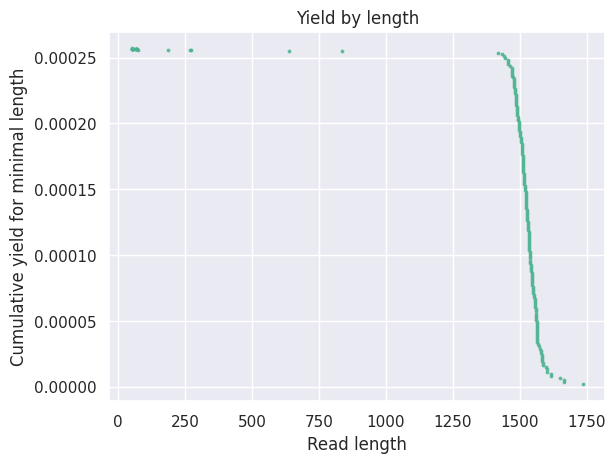 Yield by length
Cumulative yield for minimal length
0.00025
0.00020
0.00015
0.00010
0.00005
0.00000
0 250 500 750 1000 1250 1500 1750
Read length